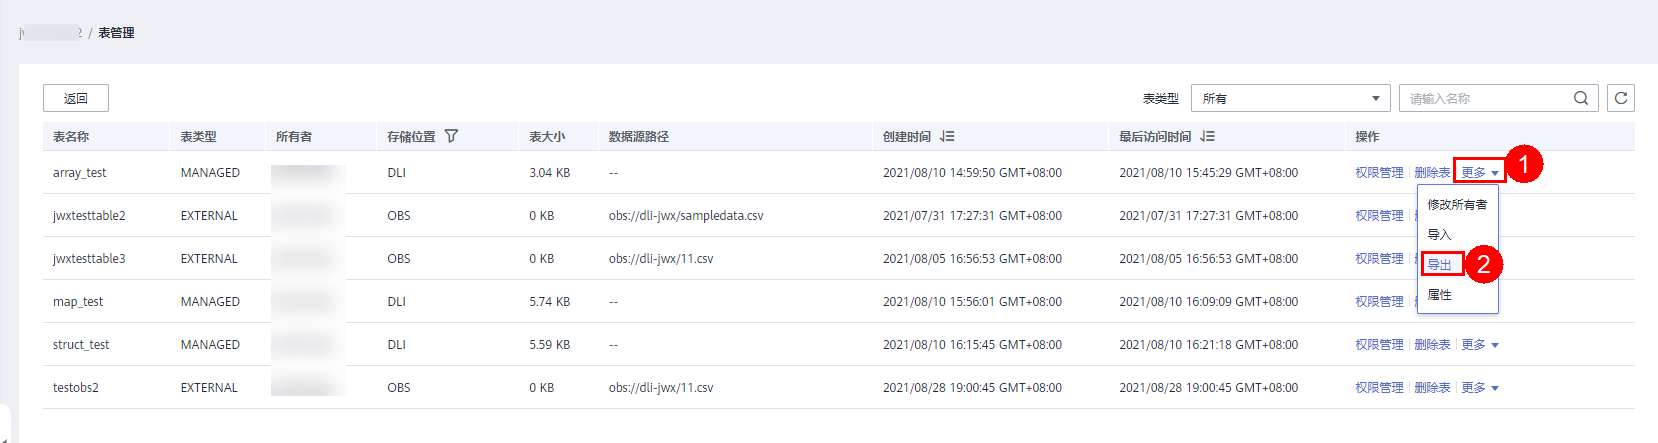 / 表管理
返回
表类型 所有 请输入名称
表名称 表类型 所有者 存储位置 表大小 数据源路径 创建时间 最后访问时间 操作
array_test MANAGED DLI 3.04 KB -- 2021/08/10 14:59:50 GMT+08:00 2021/08/10 15:45:29 GMT+08:00 权限管理 删除表 更多 1
jwxtesttable2 EXTERNAL OBS 0 KB obs://dli-jwx/sampledata.csv 2021/07/31 17:27:31 GMT+08:00 2021/07/31 17:27:31 GMT+08:00 权限管理
修改所有者
导入
jwxtesttable3 EXTERNAL OBS 0 KB obs://dli-jwx/11.csv 2021/08/05 16:56:53 GMT+08:00 2021/08/05 16:56:53 GMT+08:00 权限管理
导出 2
属性
map_test MANAGED DLI 5.74 KB -- 2021/08/10 15:56:01 GMT+08:00 2021/08/10 16:09:09 GMT+08:00 权限管理
struct_test MANAGED DLI 5.59 KB -- 2021/08/10 16:15:45 GMT+08:00 2021/08/10 16:21:18 GMT+08:00 权限管理 删除表 更多
testobs2 EXTERNAL OBS 0 KB obs://dli-jwx/11.csv 2021/08/28 19:00:45 GMT+08:00 2021/08/28 19:00:45 GMT+08:00 权限管理 删除表 更多